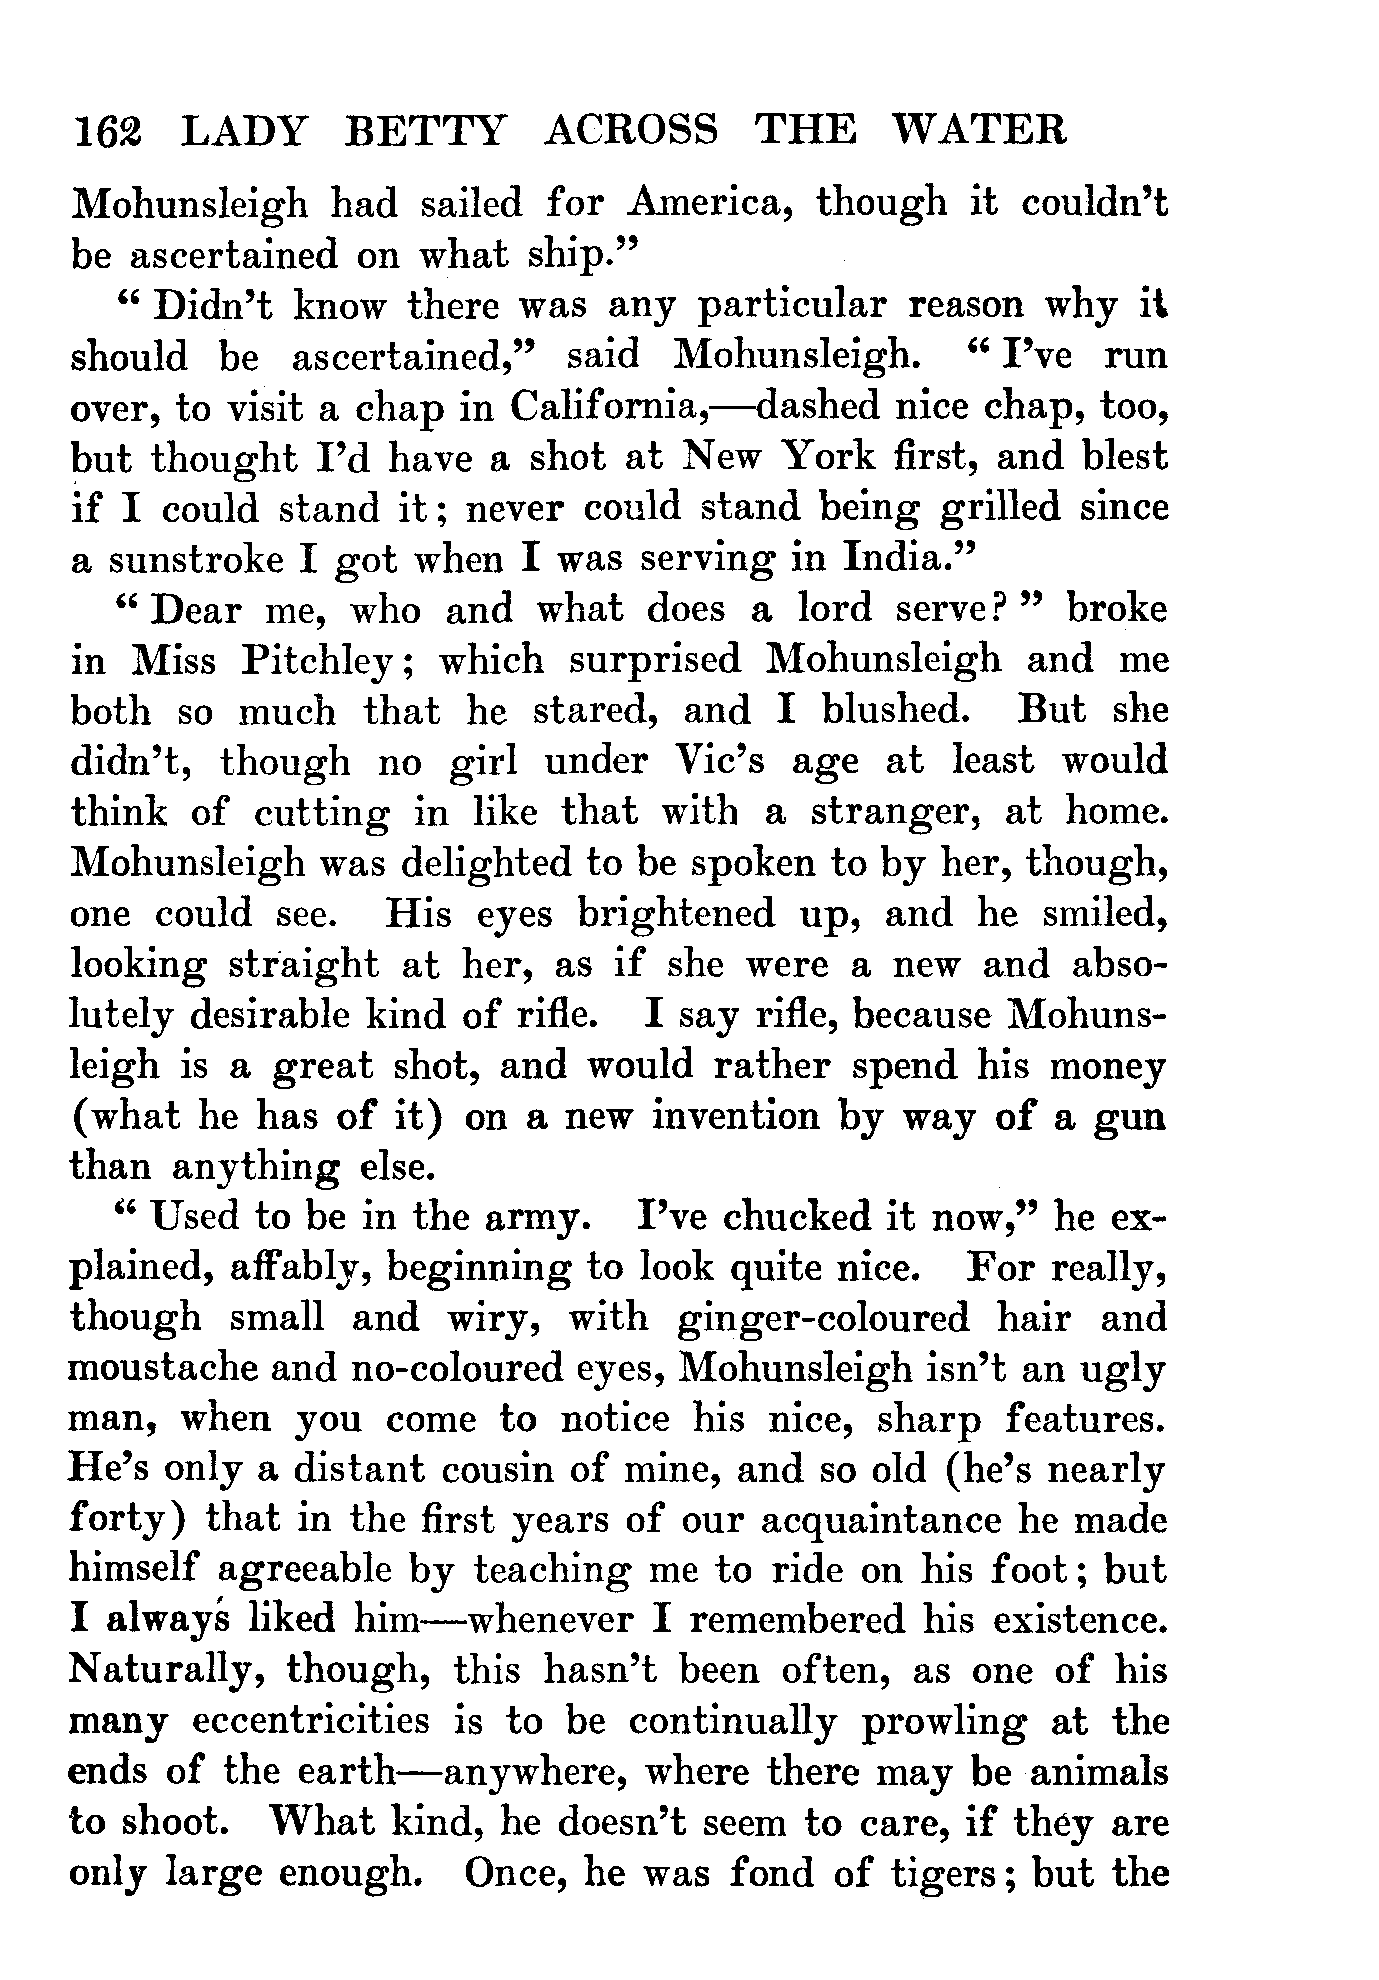 162 LADY BETTY ACROSS THE WATER
Mohunsleigh had sailed for America, though it couldn't
be ascertained on what ship."
"Didn't know there was any particular reason why it
should be ascertained," said Mohunsleigh. "I've run
over, to visit a chap in California,—dashed nice chap, too,
but thought I'd have a shot at New York first, and blest
if I could stand it; never could stand being grilled since
a sunstroke I got when I was serving in India."
"Dear me, who and what does a lord serve?" broke
in Miss Pitchley; which surprised Mohunsleigh and me
both so much that he stared, and I blushed. But she
didn't, though no girl under Vic's age at least would
think of cutting in like that with a stranger, at home.
Mohunsleigh was delighted to be spoken to by her, though,
one could see. His eyes brightened up, and he smiled,
looking straight at her, as if she were a new and abso-
lutely desirable kind of rifle. I say rifle, because Mohuns-
leigh is a great shot, and would rather spend his money
(what he has of it) on a new invention by way of a gun
than anything else.
"Used to be in the army. I've chucked it now," he ex-
plained, affably, beginning to look quite nice. For really,
though small and wiry, with ginger-coloured hair and
moustache and no-coloured eyes, Mohunsleigh isn't an ugly
man, when you come to notice his nice, sharp features.
He's only a distant cousin of mine, and so old (he's nearly
forty) that in the first years of our acquaintance he made
himself agreeable by teaching me to ride on his foot; but
I always liked him—whenever I remembered his existence.
Naturally, though, this hasn't been often, as one of his
many eccentricities is to be continually prowling at the
ends of the earth—anywhere, where there may be animals
to shoot. What kind, he doesn't seem to care, if they are
only large enough. Once, he was fond of tigers; but the